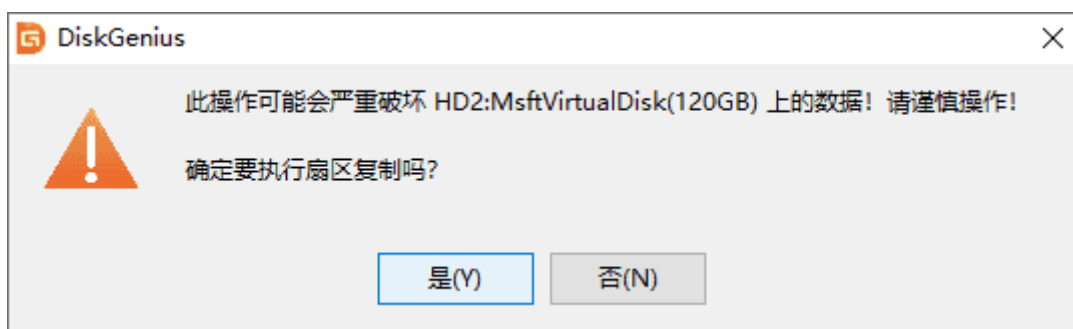 DiskGenius
此操作可能会严重破坏 HD2:MsftVirtualDisk(120GB) 上的数据！请谨慎操作！
确定要执行扇区复制吗？
是(Y) 否(N)